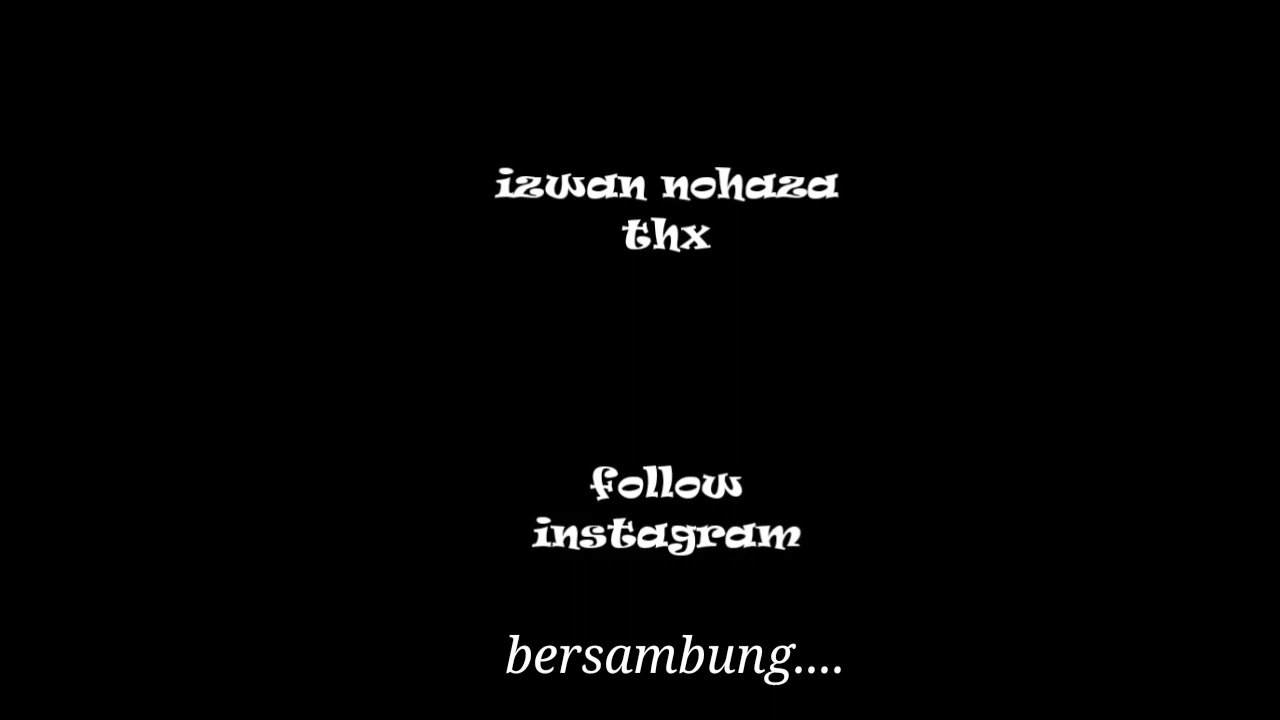 izwan nohaza
thx
follow
instagram
bersambung....